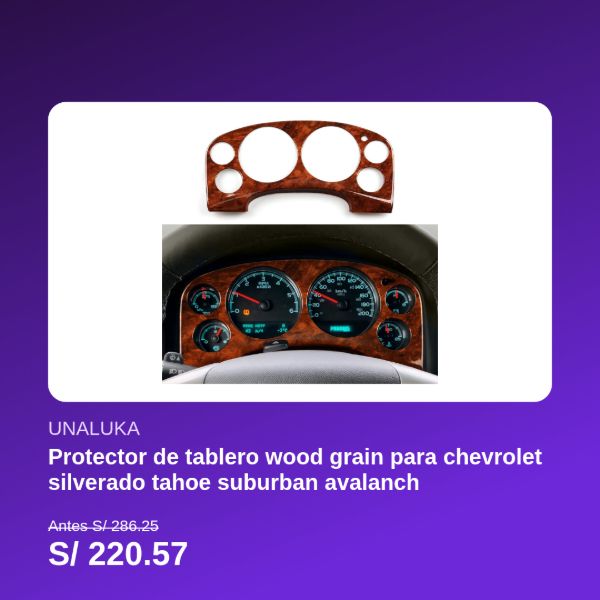 UNALUKA
Protector de tablero wood grain para chevrolet
silverado tahoe suburban avalanch
Antes S/ 286.25
S/ 220.57